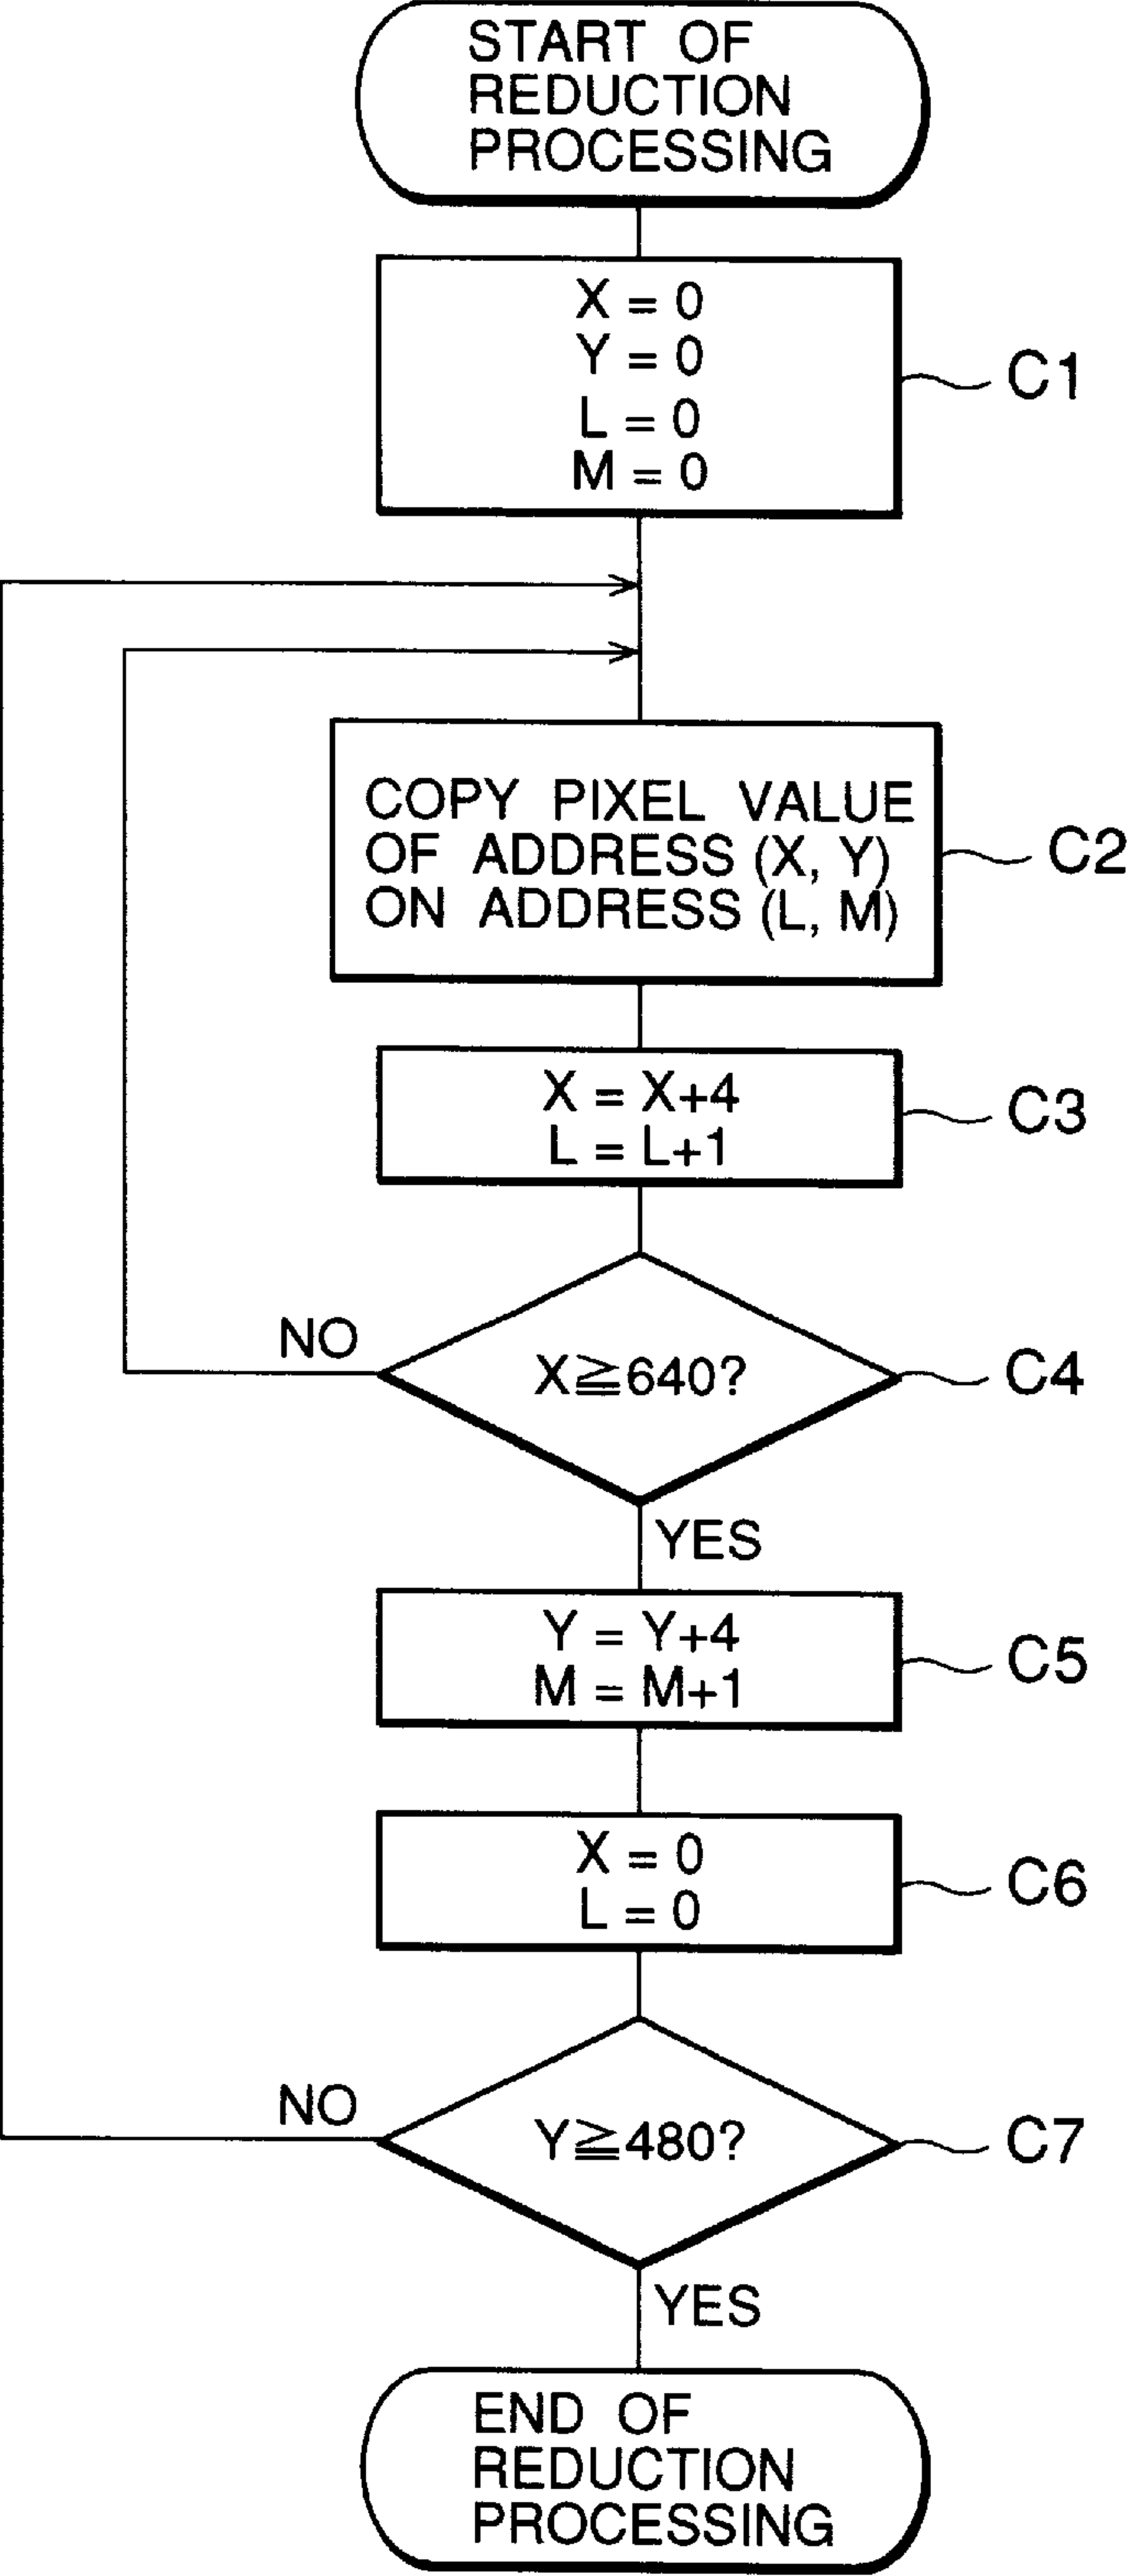 START OF
REDUCTION
PROCESSING
X = 0
Y = 0
L = 0
M = 0
C1
COPY PIXEL VALUE
OF ADDRESS (X, Y)
ON ADDRESS (L, M)
C2
X = X+4
L = L+1
C3
NO
X≧640?
C4
YES
Y = Y+4
M = M+1
C5
X = 0
L = 0
C6
NO
Y≧480?
C7
YES
END OF
REDUCTION
PROCESSING